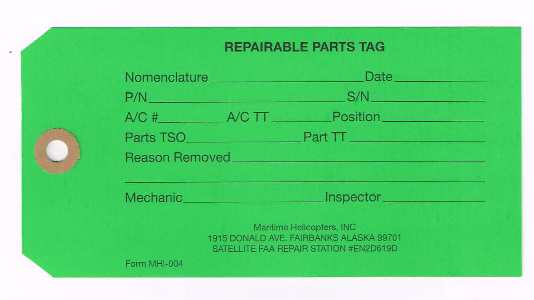 REPAIRABLE PARTS TAG
Nomenclature Date
P/N S/N
A/C # A/C TT Position
Parts TSO Part TT
Reason Removed
Mechanic Inspector
Maritime Helicopters, INC
1915 DONALD AVE. FAIRBANKS ALASKA 99701
SATELLITE FAA REPAIR STATION #EN2D619D
Form MHI-004